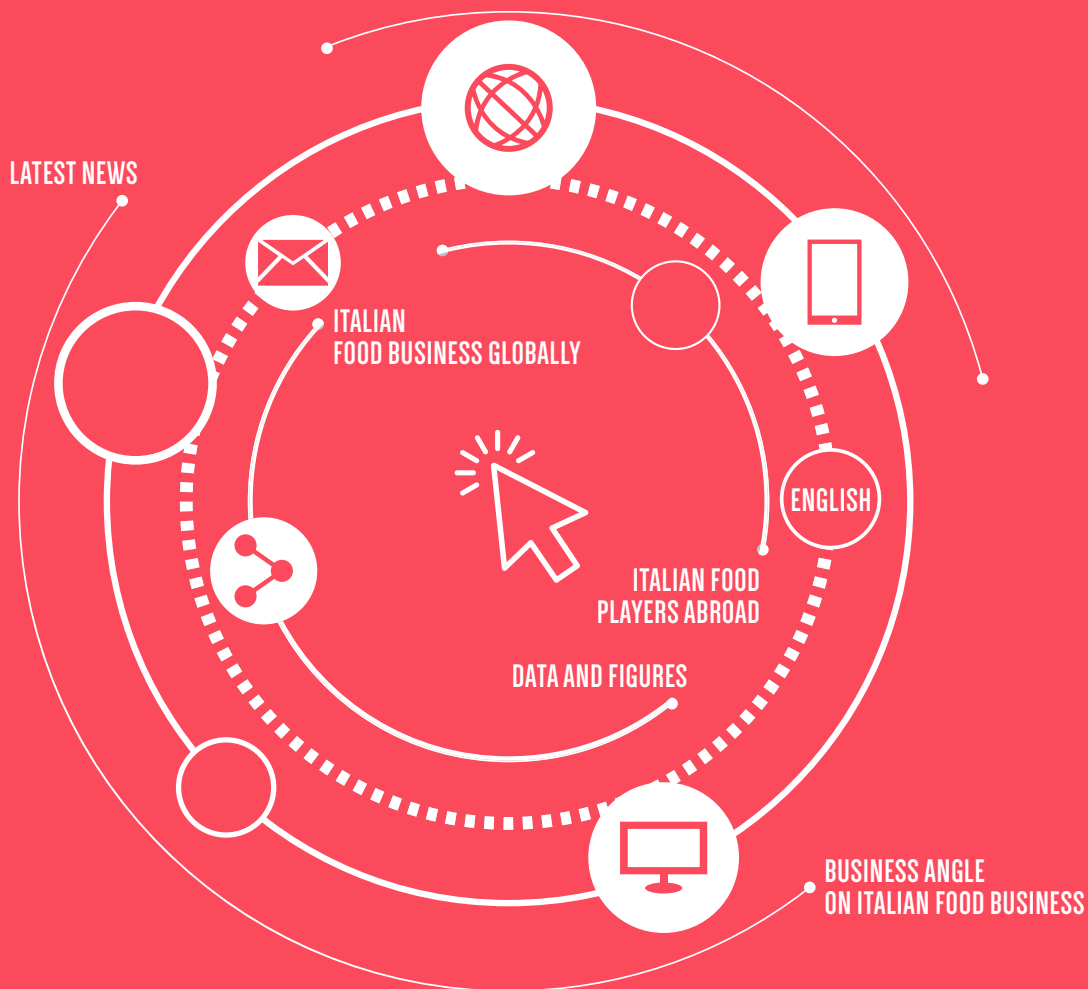 LATEST NEWS
ITALIAN
FOOD BUSINESS GLOBALLY
ENGLISH
ITALIAN FOOD
PLAYERS ABROAD
DATA AND FIGURES
BUSINESS ANGLE
ON ITALIAN FOOD BUSINESS